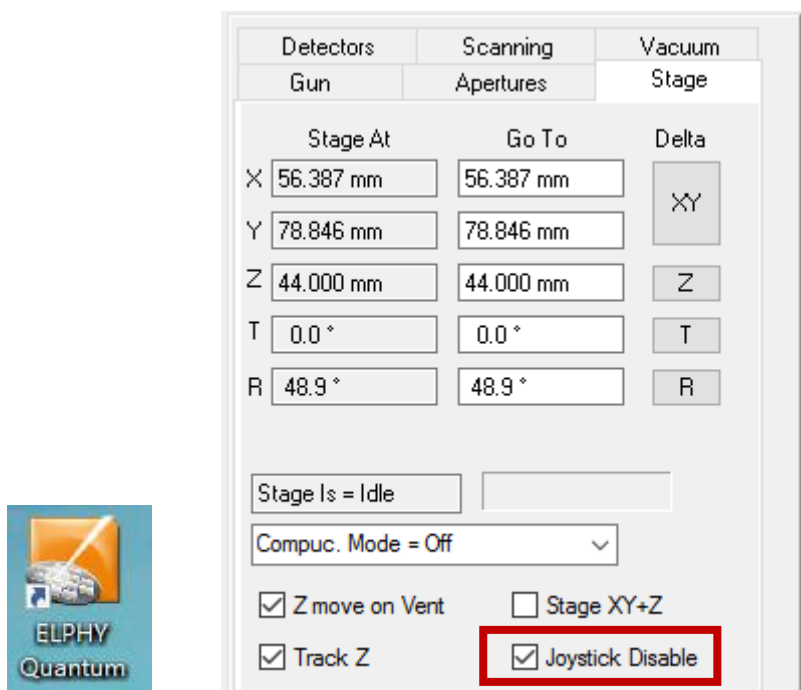 Detectors Scanning Vacuum
Gun Apertures Stage
Stage At Go To Delta
X 56.387 mm 56.387 mm XY
Y 78.846 mm 78.846 mm
Z 44.000 mm 44.000 mm Z
T 0.0 ° 0.0 ° T
R 48.9 ° 48.9 ° R
Stage Is = Idle
Compuc. Mode = Off
Z move on Vent Stage XY+Z
Track Z Joystick Disable
ELPHY
Quantum